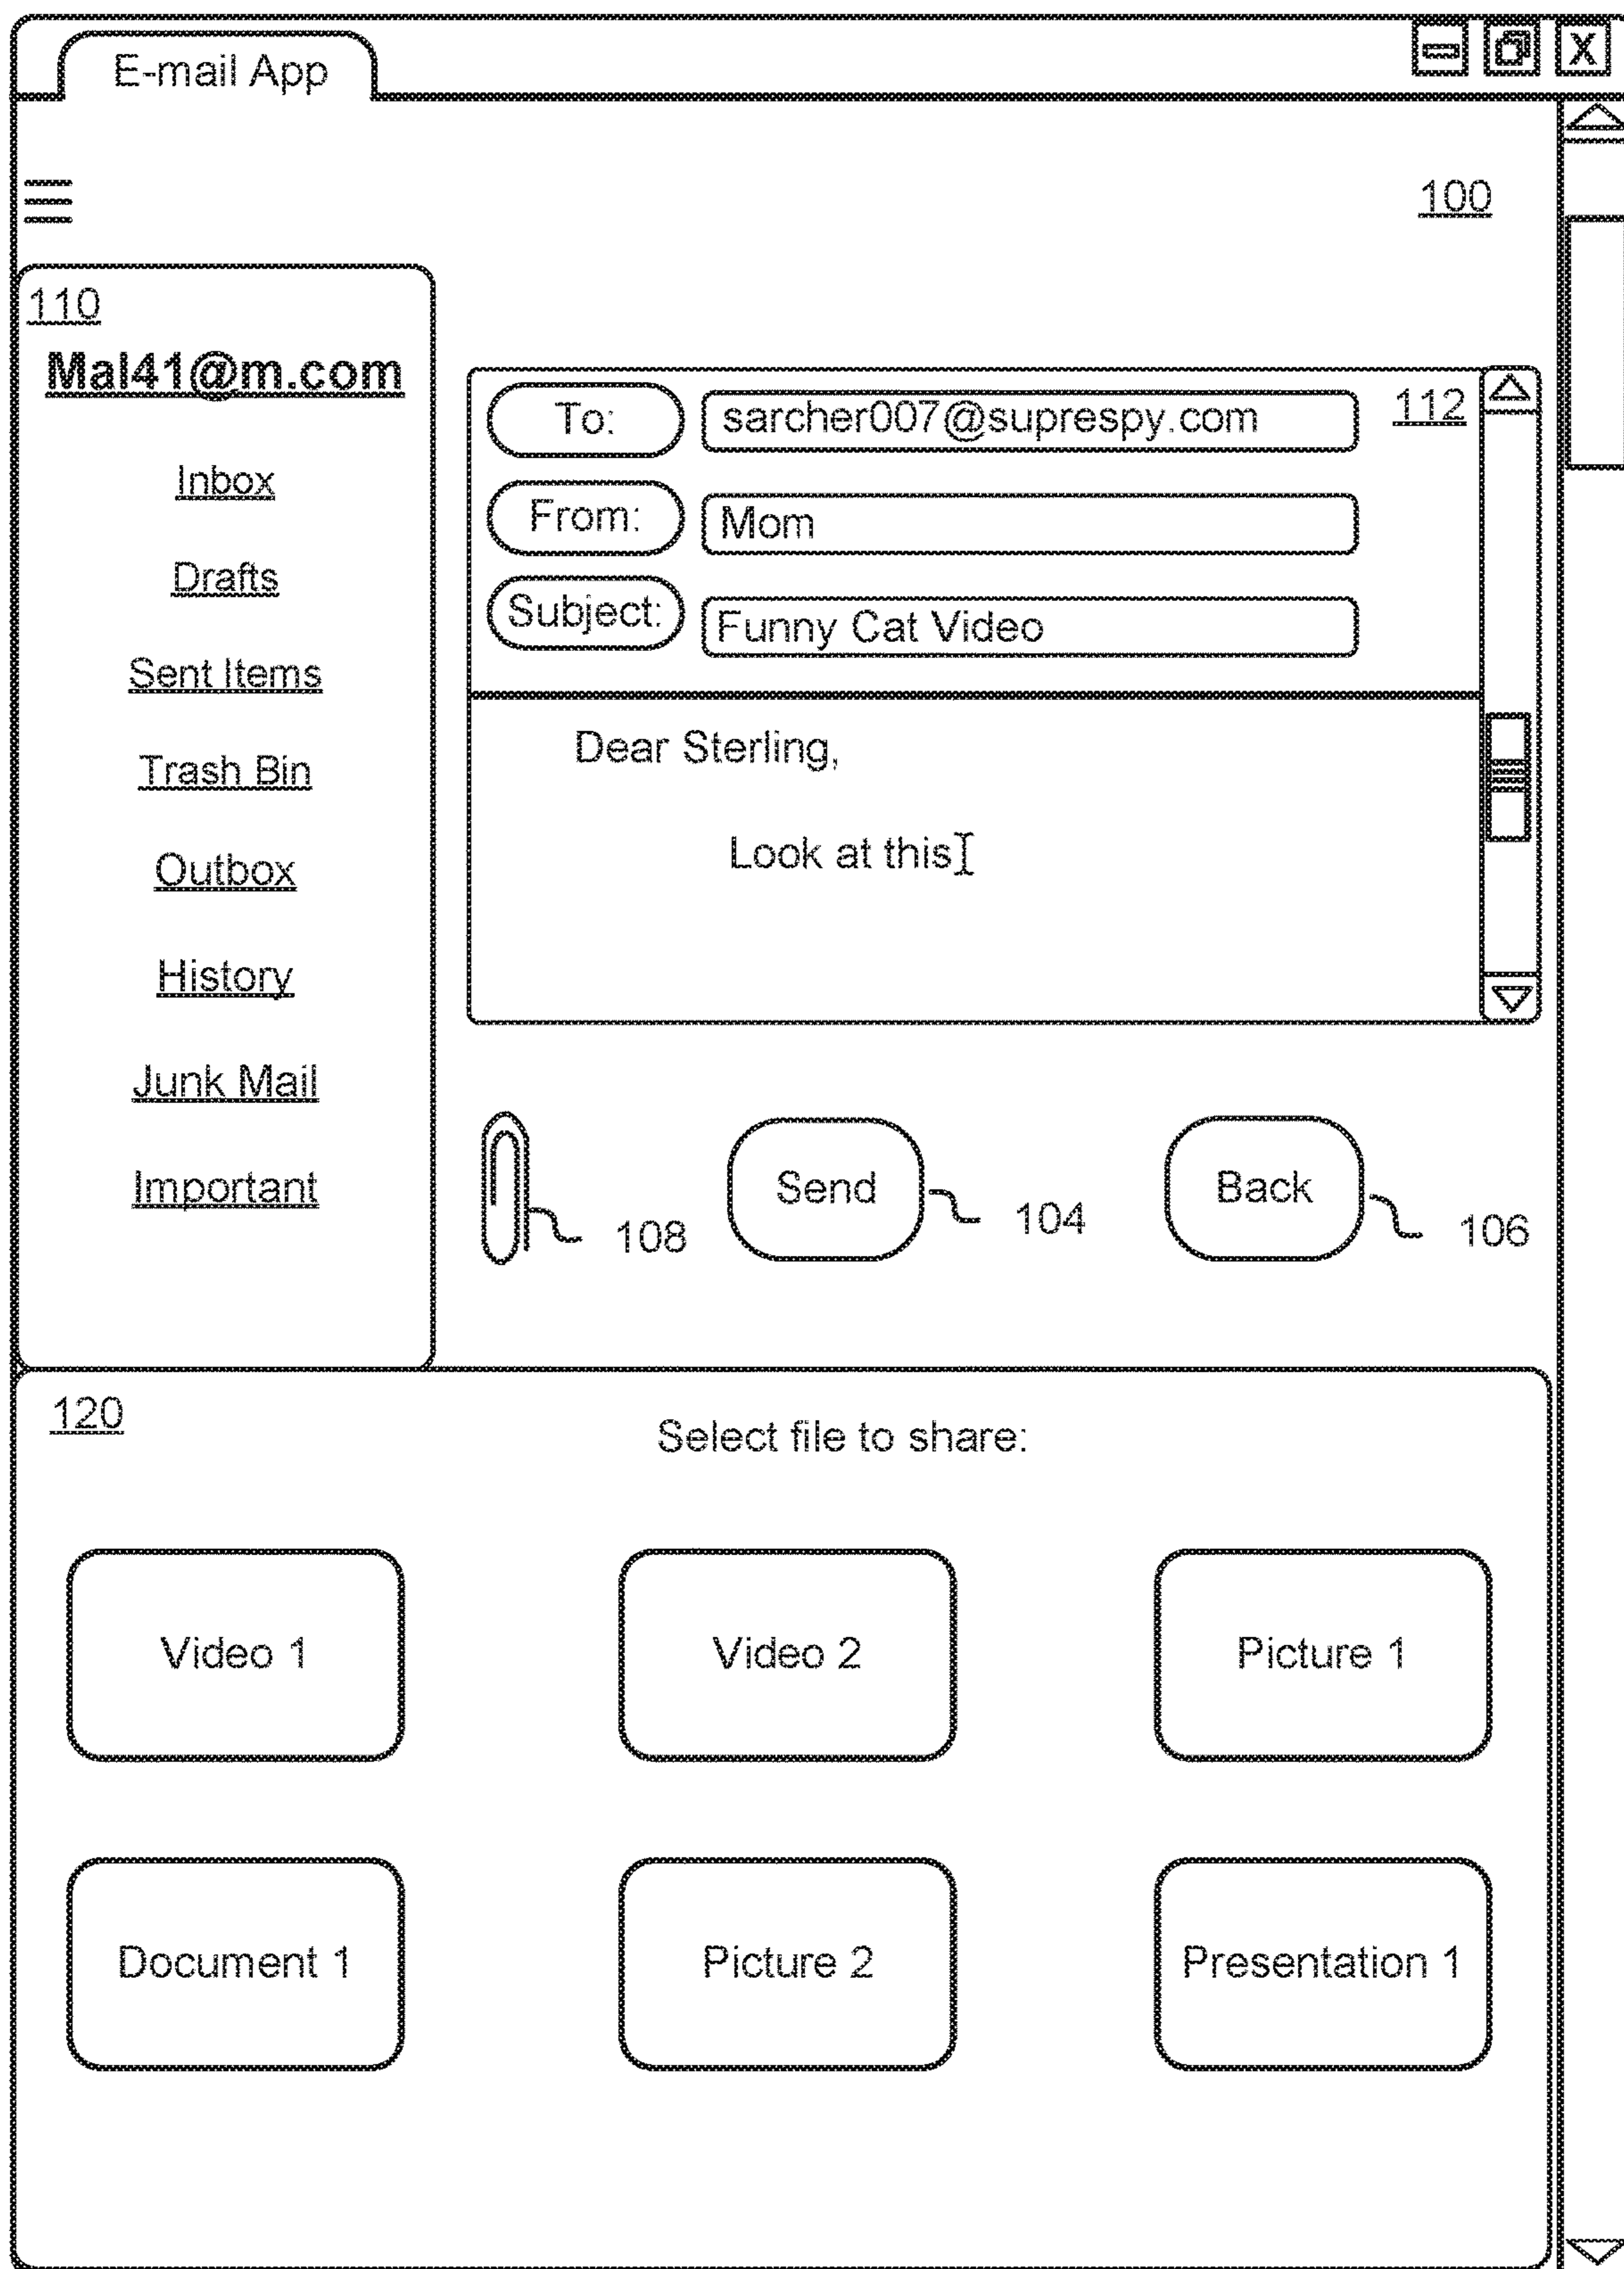 E-mail App
X
100
110
Mal41@m.com
Inbox
Drafts
Sent Items
Trash Bin
Outbox
History
Junk Mail
Important
112
To: sarcher007@suprespy.com
From: Mom
Subject: Funny Cat Video
Dear Sterling,
Look at this
108
Send 104
Back 106
120
Select file to share:
Video 1 Video 2 Picture 1
Document 1 Picture 2 Presentation 1